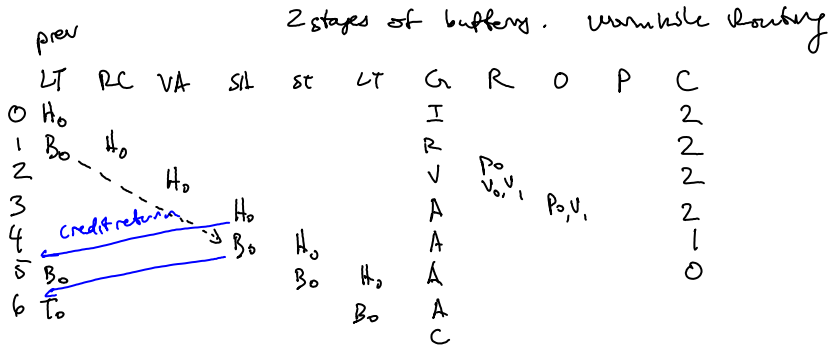 2 stages of buffering. Wormhole Routing
prev
LT RC VA SA ST LT G R O P C
0 H₀ I 2
1 B₀ H₀ R 2
2 H₀ V P₀ V₀,V₁ 2
3 H₀ A P₀,V₁ 2
credit return
4 B₀ H₀ A 1
5 B₀ B₀ H₀ A 0
6 T₀ B₀ A
C